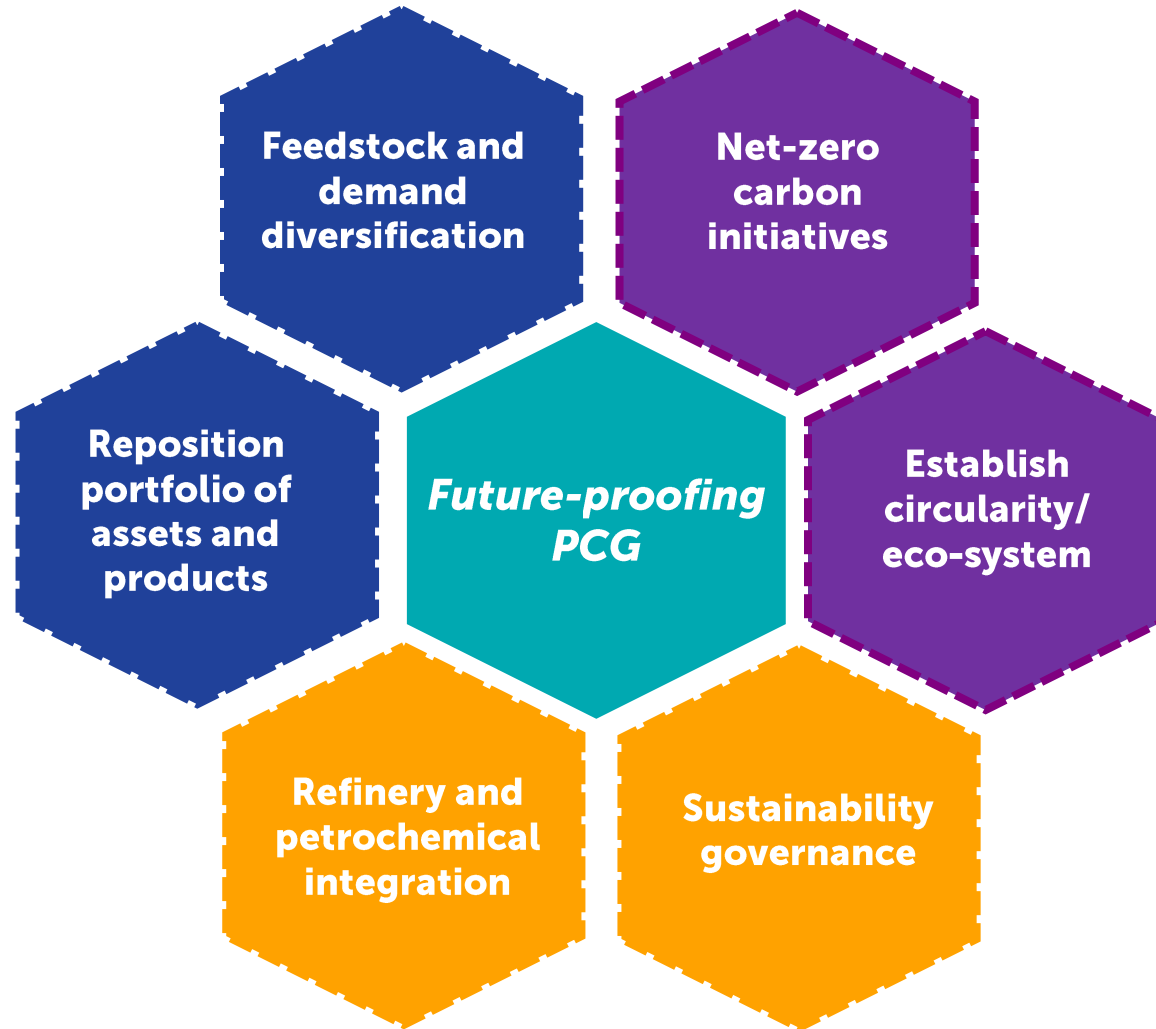 Feedstock and
demand
diversification
Net-zero
carbon
initiatives
Reposition
portfolio of
assets and
products
Future-proofing
PCG
Establish
circularity/
eco-system
Refinery and
petrochemical
integration
Sustainability
governance